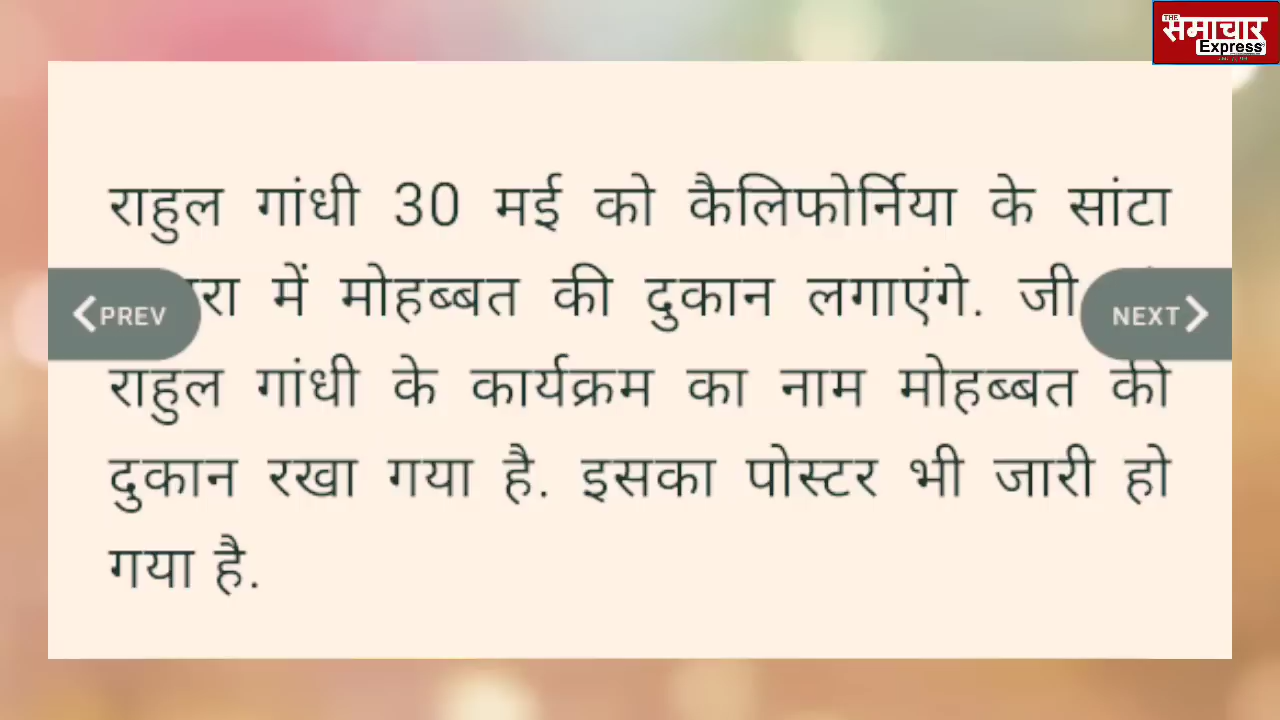 THE
समाचार
Express
राहुल गांधी 30 मई को कैलिफोर्निया के सांटा
में मोहब्बत की दुकान लगाएंगे. जी
PREV
NEXT
राहुल गांधी के कार्यक्रम का नाम मोहब्बत की
दुकान रखा गया है. इसका पोस्टर भी जारी हो
गया है.